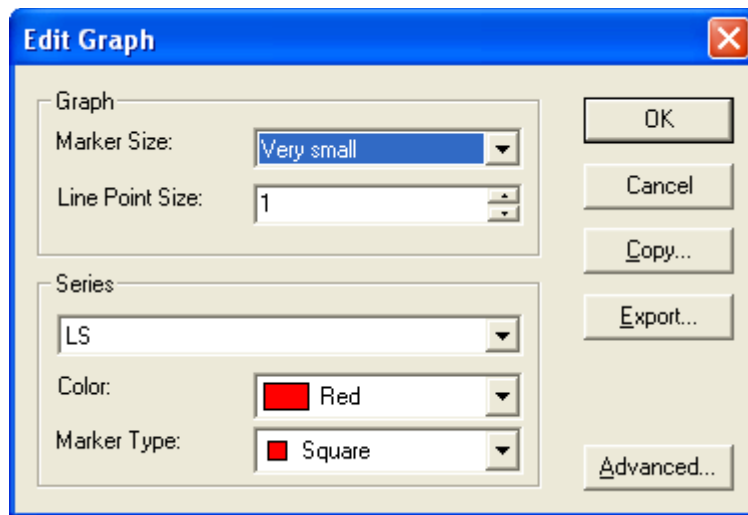 Edit Graph
Graph
Marker Size:
Very small
Line Point Size:
1
Series
LS
Color:
Red
Marker Type:
Square
OK
Cancel
Copy...
Export...
Advanced...